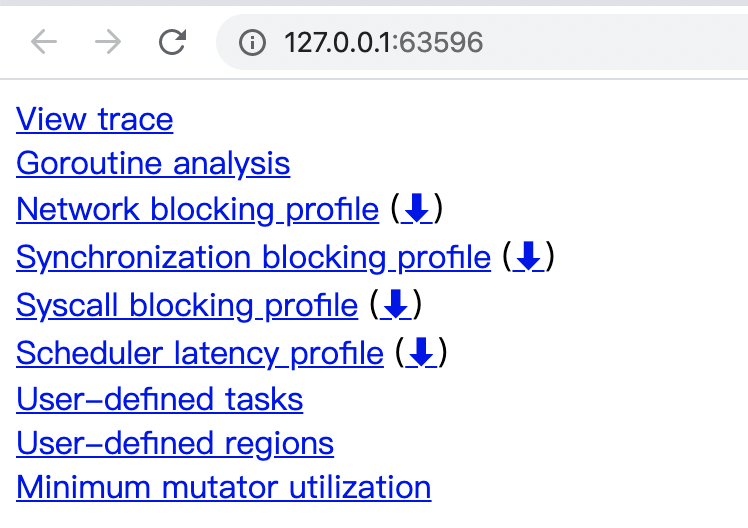 127.0.0.1:63596
View trace
Goroutine analysis
Network blocking profile (⬇)
Synchronization blocking profile (⬇)
Syscall blocking profile (⬇)
Scheduler latency profile (⬇)
User-defined tasks
User-defined regions
Minimum mutator utilization